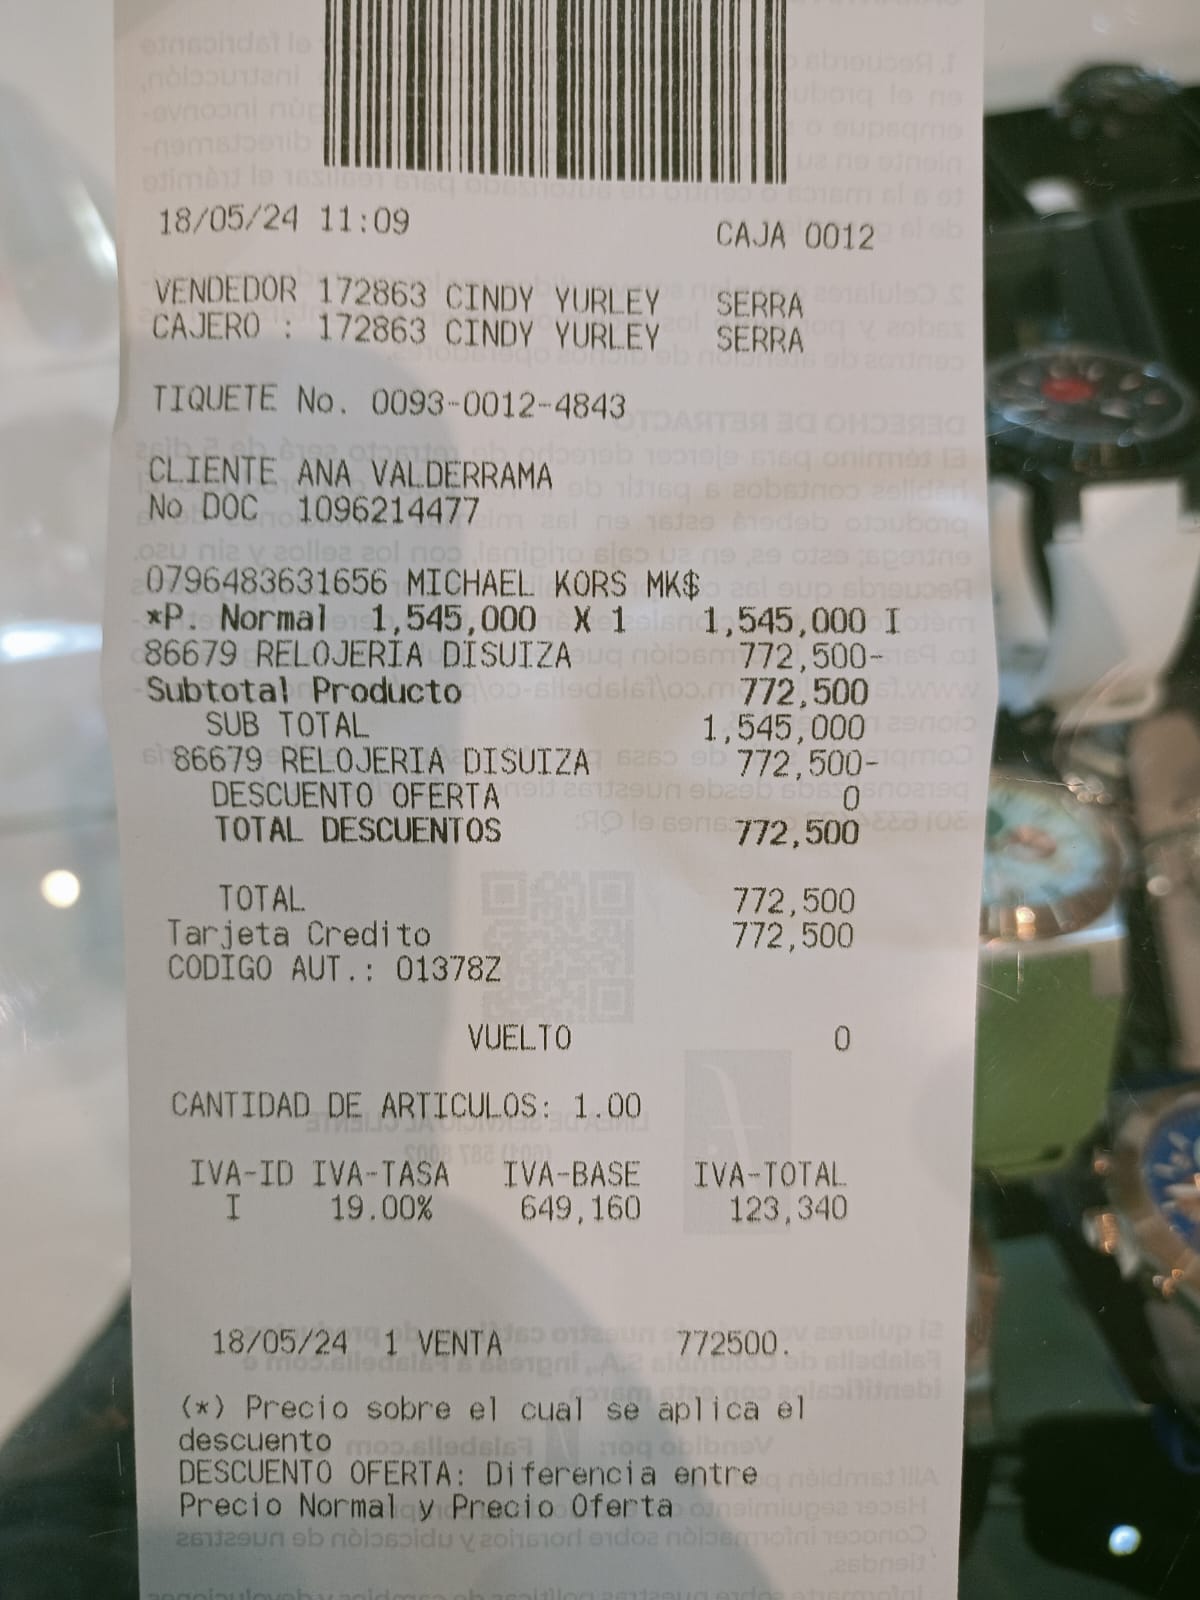 18/05/24 11:09 CAJA 0012
VENDEDOR 172863 CINDY YURLEY SERRA
CAJERO : 172863 CINDY YURLEY SERRA
TIQUETE No. 0093-0012-4843
CLIENTE ANA VALDERRAMA
No DOC 1096214477
0796483631656 MICHAEL KORS MK$
*P. Normal 1,545,000 X 1 1,545,000 I
86679 RELOJERIA DISUIZA 772,500-
Subtotal Producto 772,500
SUB TOTAL 1,545,000
86679 RELOJERIA DISUIZA 772,500-
DESCUENTO OFERTA 0
TOTAL DESCUENTOS 772,500
TOTAL 772,500
Tarjeta Credito 772,500
CODIGO AUT.: 01378Z
VUELTO 0
CANTIDAD DE ARTICULOS: 1.00
IVA-ID IVA-TASA IVA-BASE IVA-TOTAL
I 19.00% 649,160 123,340
18/05/24 1 VENTA 772500.
(*) Precio sobre el cual se aplica el
descuento
DESCUENTO OFERTA: Diferencia entre
Precio Normal y Precio Oferta